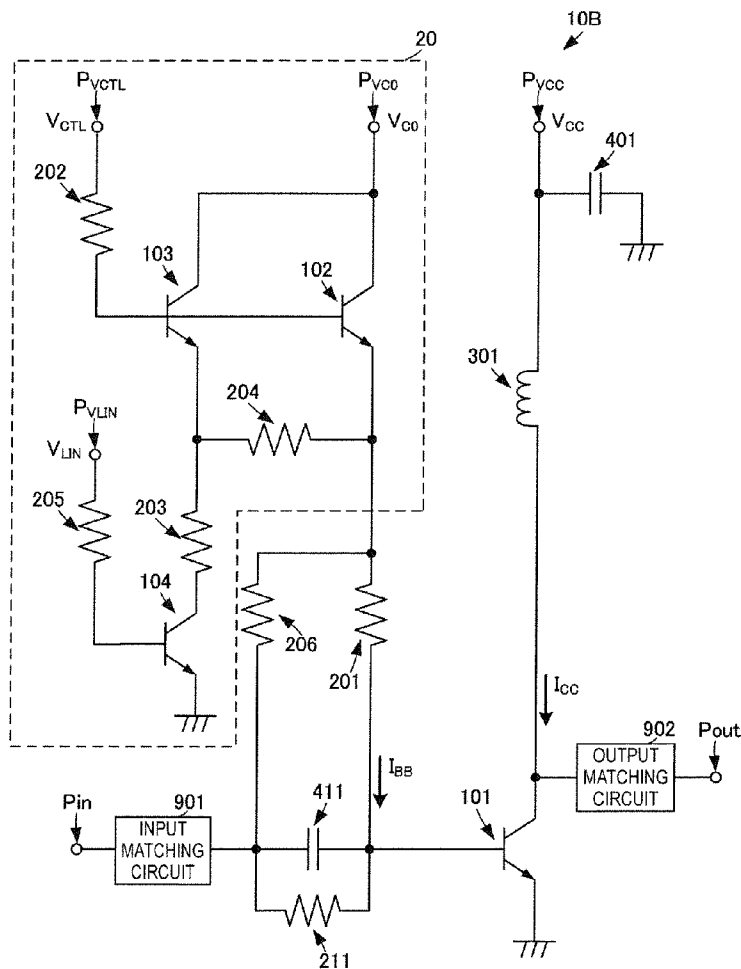 20
10B
PVCTL
PVC0
PVCC
VCTL
VC0
VCC
401
202
103
102
301
204
PVLIN
VLIN
205
203
104
206
201
ICC
902
Pout
OUTPUT
MATCHING
CIRCUIT
IBB
Pin
901
411
101
INPUT
MATCHING
CIRCUIT
211